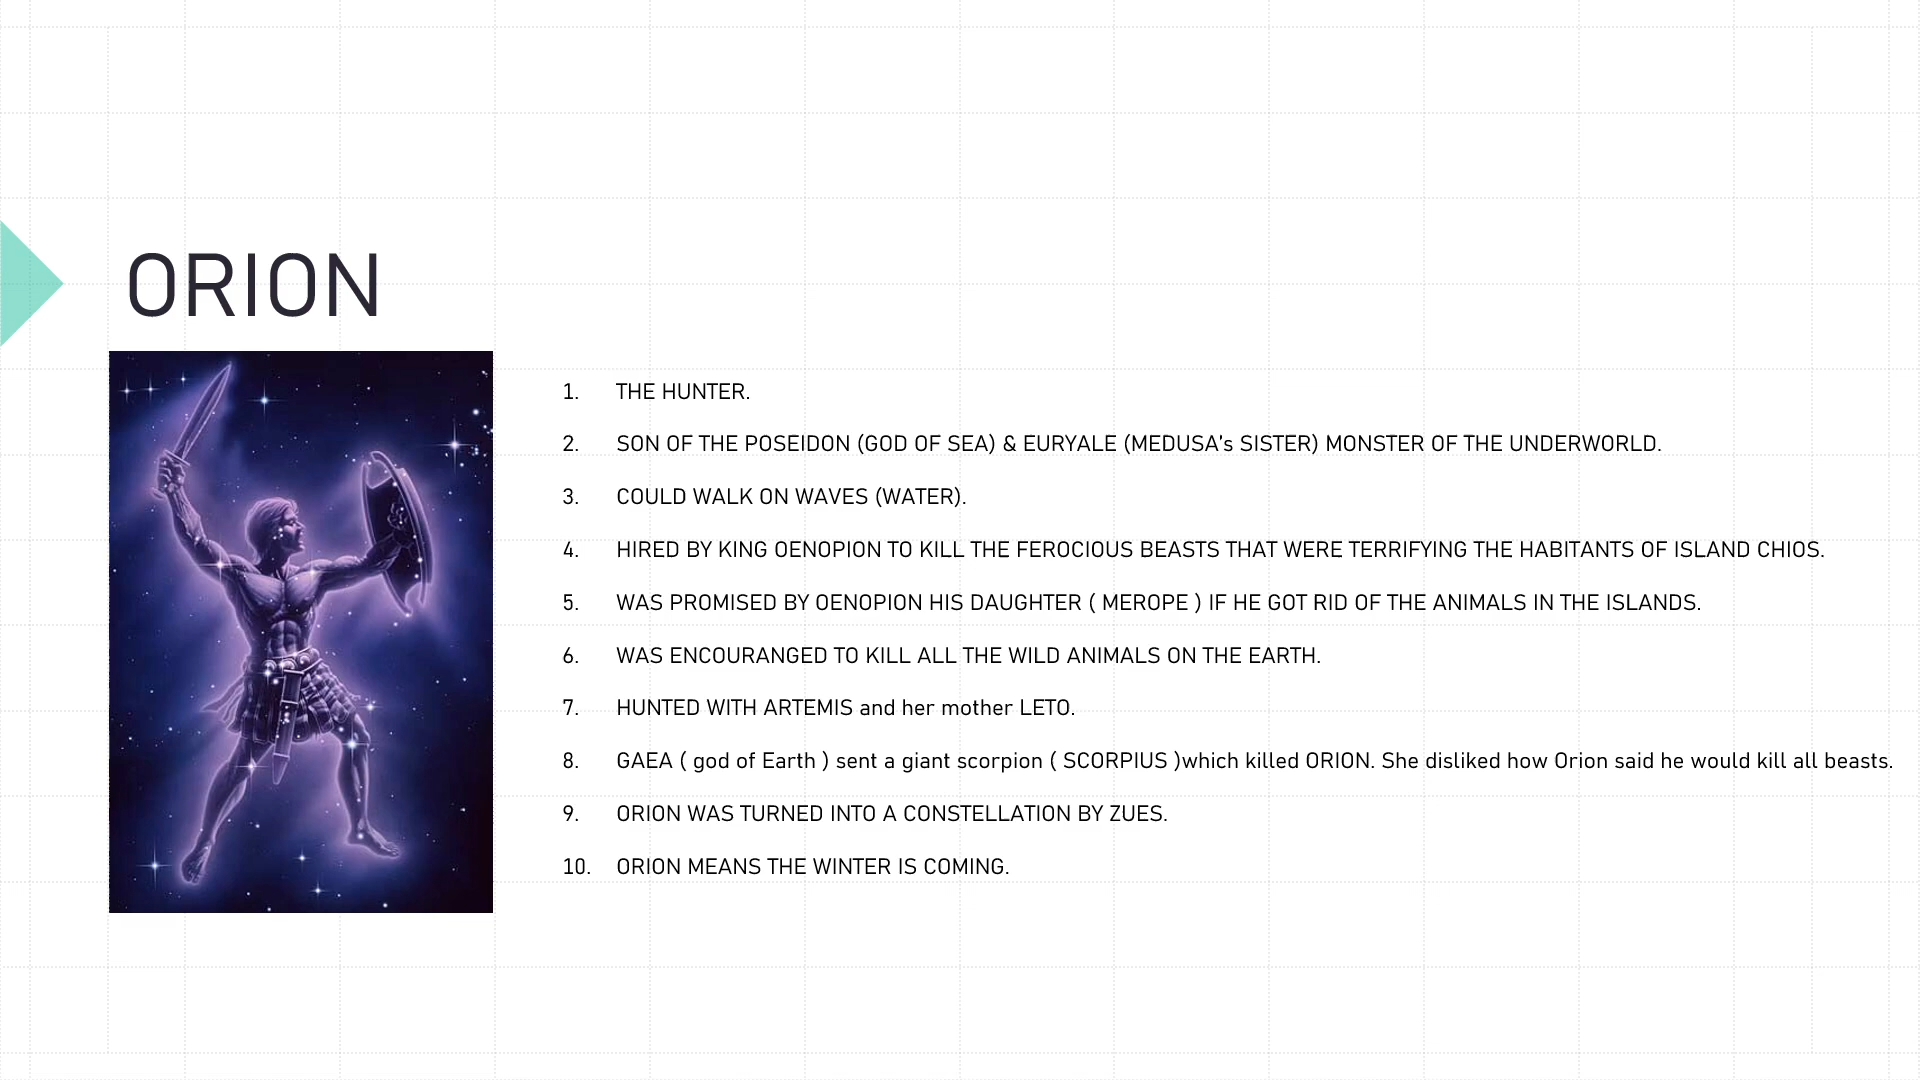 ORION
1. THE HUNTER.
2. SON OF THE POSEIDON (GOD OF SEA) & EURYALE (MEDUSA's SISTER) MONSTER OF THE UNDERWORLD.
3. COULD WALK ON WAVES (WATER).
4. HIRED BY KING OENOPION TO KILL THE FEROCIOUS BEASTS THAT WERE TERRIFYING THE HABITANTS OF ISLAND CHIOS.
5. WAS PROMISED BY OENOPION HIS DAUGHTER ( MEROPE ) IF HE GOT RID OF THE ANIMALS IN THE ISLANDS.
6. WAS ENCOURANGED TO KILL ALL THE WILD ANIMALS ON THE EARTH.
7. HUNTED WITH ARTEMIS and her mother LETO.
8. GAEA ( god of Earth ) sent a giant scorpion ( SCORPIUS )which killed ORION. She disliked how Orion said he would kill all beasts.
9. ORION WAS TURNED INTO A CONSTELLATION BY ZUES.
10. ORION MEANS THE WINTER IS COMING.